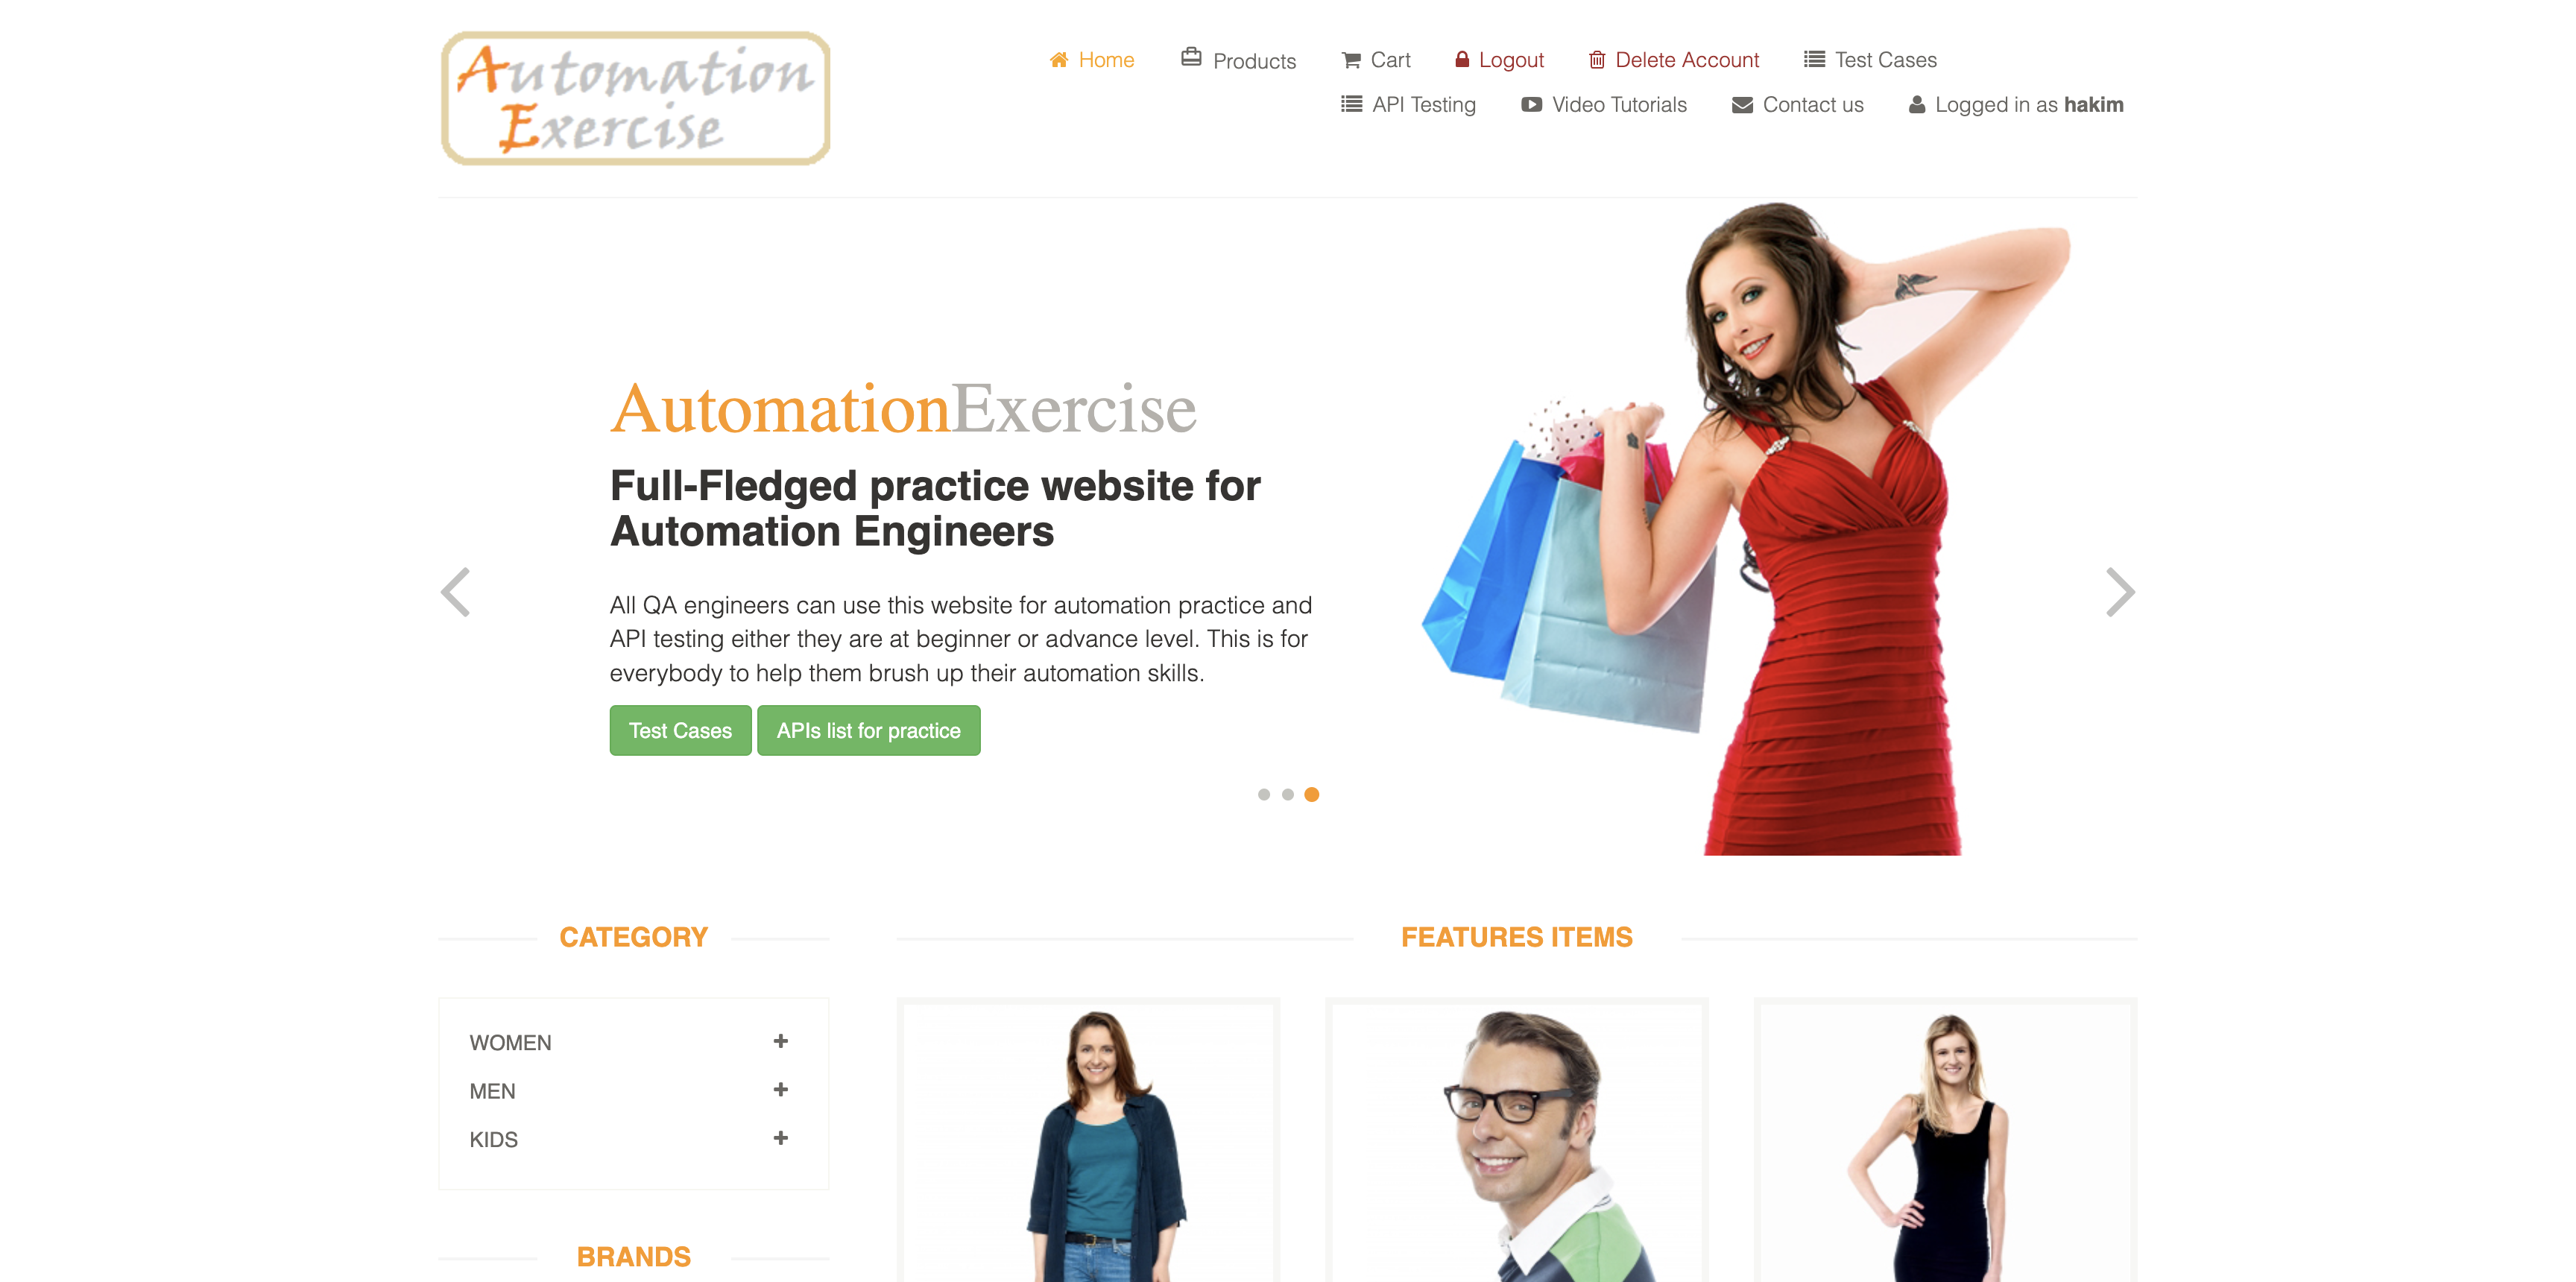 Automation
Exercise
Home Products Cart Logout Delete Account Test Cases
API Testing Video Tutorials Contact us Logged in as hakim
AutomationExercise
Full-Fledged practice website for
Automation Engineers
All QA engineers can use this website for automation practice and
API testing either they are at beginner or advance level. This is for
everybody to help them brush up their automation skills.
Test Cases APIs list for practice
CATEGORY
WOMEN
MEN
KIDS
BRANDS
FEATURES ITEMS